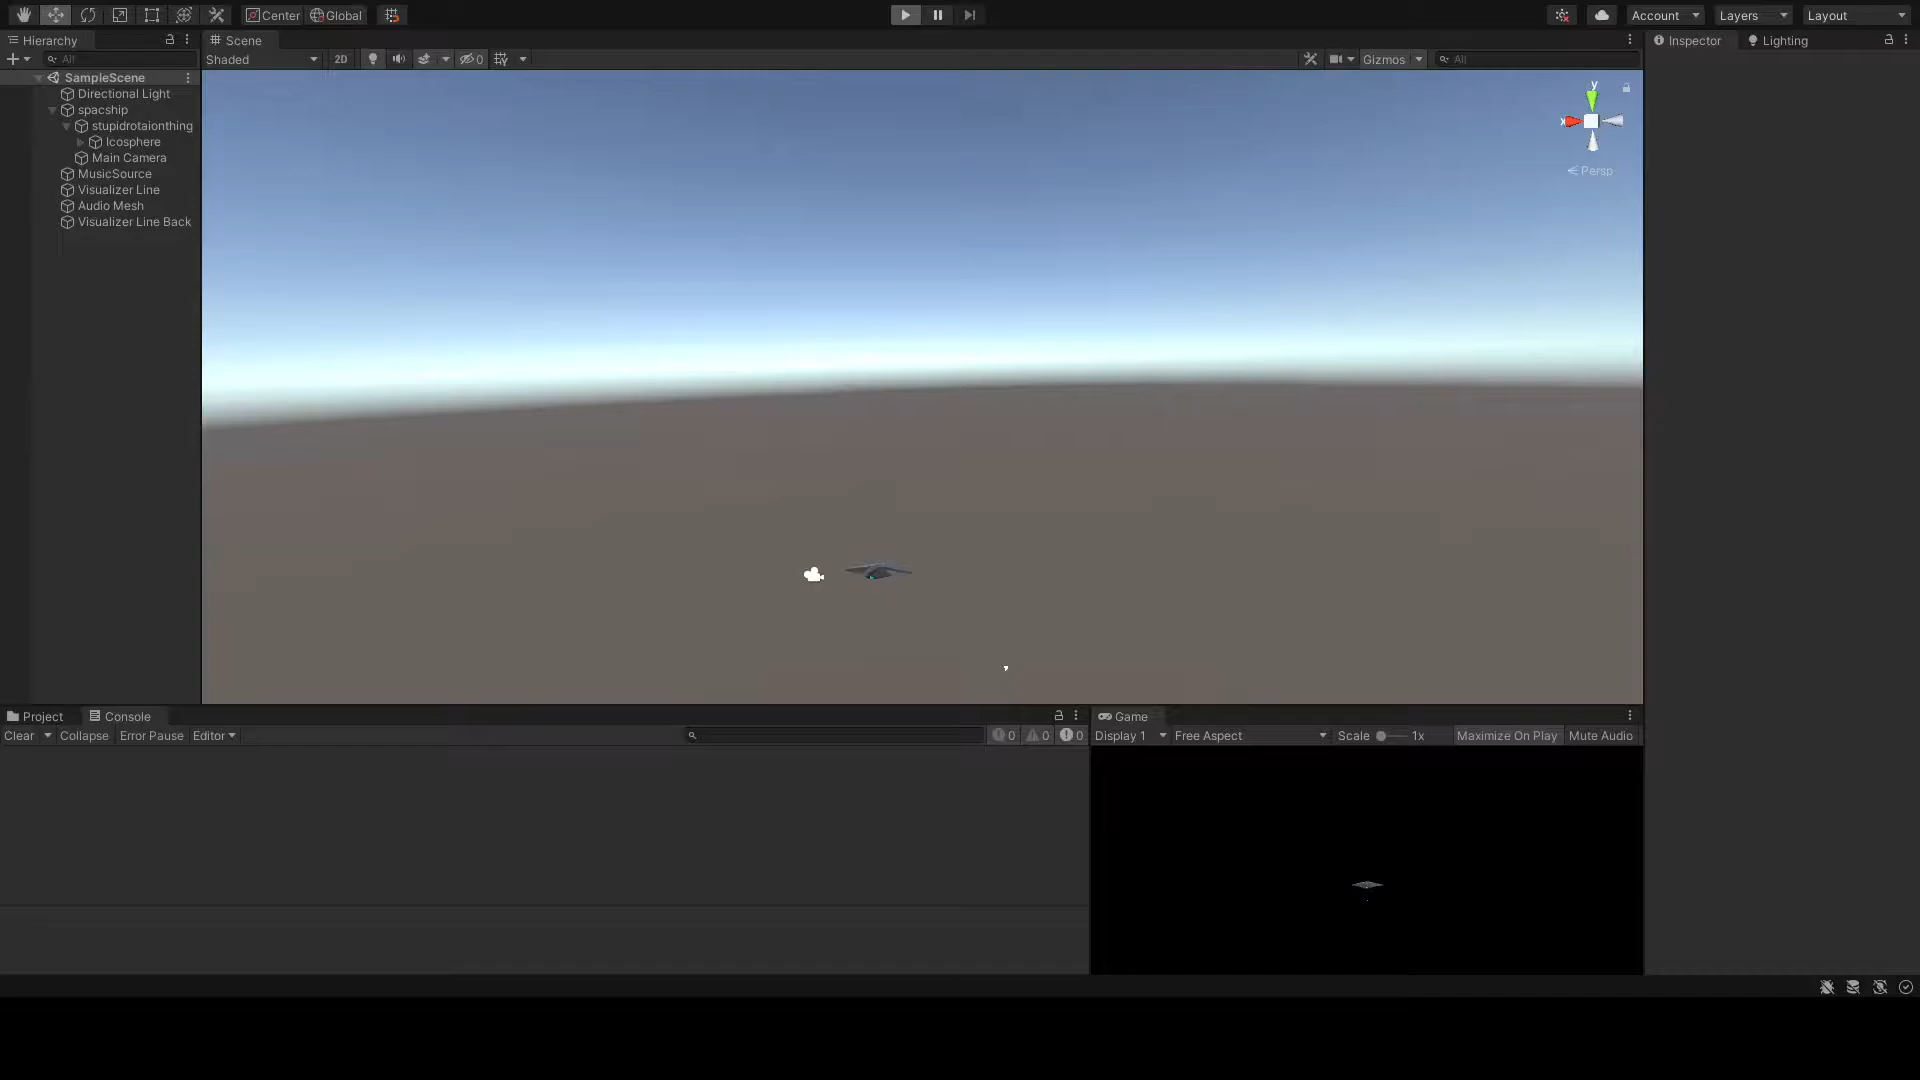 Center Global
Account Layers Layout
Hierarchy
All
SampleScene
Directional Light
spacship
stupidrotaionthing
Icosphere
Main Camera
MusicSource
Visualizer Line
Audio Mesh
Visualizer Line Back
Scene
Shaded 2D 0 Gizmos All
y
x
Persp
Inspector Lighting
Project Console
Clear Collapse Error Pause Editor 0 0 0
Game
Display 1 Free Aspect Scale 1x Maximize On Play Mute Audio